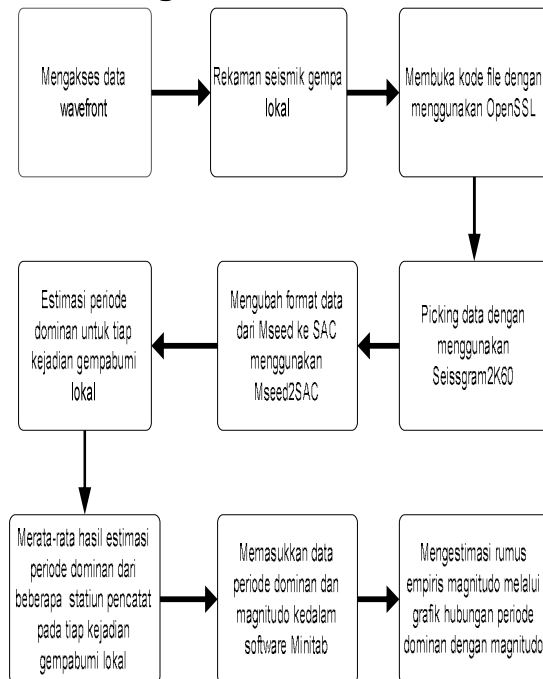 Mengakses data
wavefront
Rekaman seismik gempa
lokal
Membuka kode file dengan
menggunakan OpenSSL
Picking data dengan
menggunakan
Seissgram2K60
Mengubah format data
dari Mseed ke SAC
menggunakan
Mseed2SAC
Estimasi periode
dominan untuk tiap
kejadian gempabumi
lokal
Merata-rata hasil estimasi
periode dominan dari
beberapa statiun pencatat
pada tiap kejadian
gempabumi lokal
Memasukkan data
periode dominan dan
magnitudo kedalam
software Minitab
Mengestimasi rumus
empiris magnitudo melalui
grafik hubungan periode
dominan dengan magnitudo